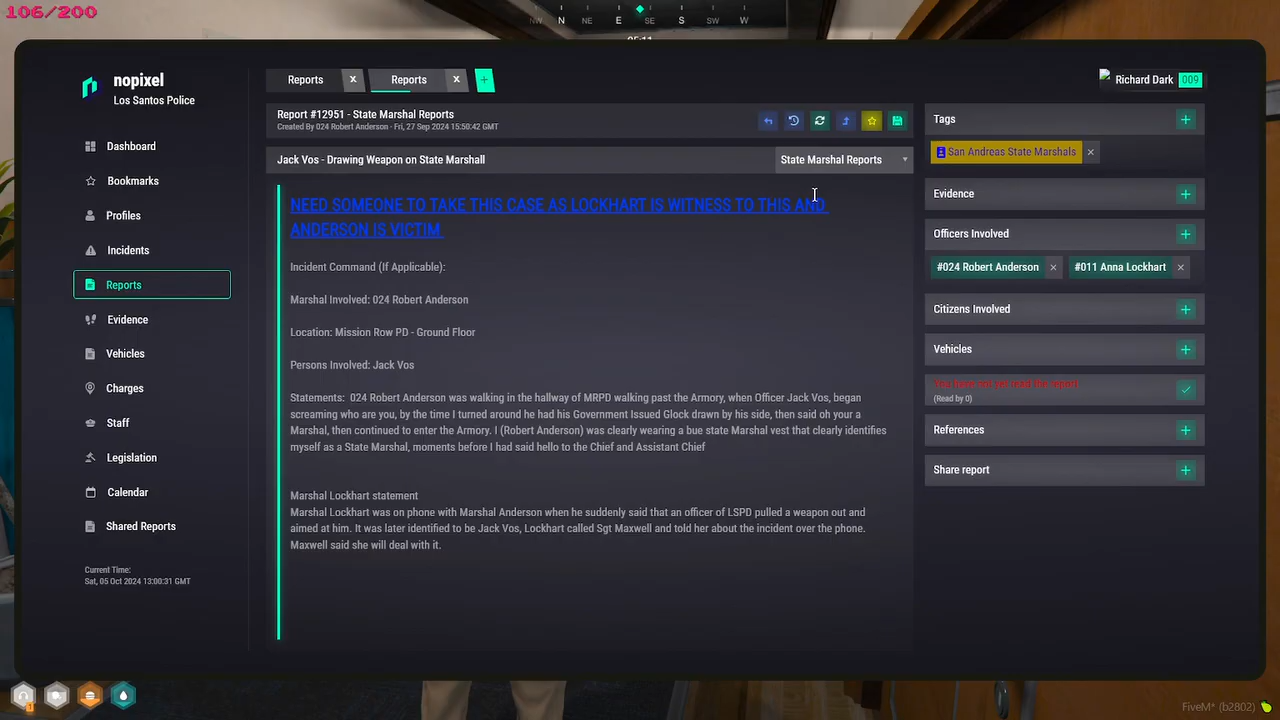 106/200
NW N NE E SE S SW W
05:11
nopixel
Los Santos Police
Reports x Reports x +
Richard Dark 009
Dashboard
Bookmarks
Profiles
Incidents
Reports
Evidence
Vehicles
Charges
Staff
Legislation
Calendar
Shared Reports
Current Time:
Sat, 05 Oct 2024 13:00:31 GMT
Report #12951 - State Marshal Reports
Created By 024 Robert Anderson - Fri, 27 Sep 2024 15:50:42 GMT
Jack Vos - Drawing Weapon on State Marshall
State Marshal Reports
NEED SOMEONE TO TAKE THIS CASE AS LOCKHART IS WITNESS TO THIS AND
ANDERSON IS VICTIM
Incident Command (If Applicable):
Marshal Involved: 024 Robert Anderson
Location: Mission Row PD - Ground Floor
Persons Involved: Jack Vos
Statements: 024 Robert Anderson was walking in the hallway of MRPD walking past the Armory, when Officer Jack Vos, began
screaming who are you, by the time I turned around he had his Government Issued Glock drawn by his side, then said oh your a
Marshal, then continued to enter the Armory. I (Robert Anderson) was clearly wearing a bue state Marshal vest that clearly identifies
myself as a State Marshal, moments before I had said hello to the Chief and Assistant Chief
Marshal Lockhart statement
Marshal Lockhart was on phone with Marshal Anderson when he suddenly said that an officer of LSPD pulled a weapon out and
aimed at him. It was later identified to be Jack Vos, Lockhart called Sgt Maxwell and told her about the incident over the phone.
Maxwell said she will deal with it.
Tags +
San Andreas State Marshals x
Evidence +
Officers Involved +
#024 Robert Anderson x #011 Anna Lockhart x
Citizens Involved +
Vehicles +
You have not yet read the report!
(Read by 0)
References +
Share report +
FiveM* (b2802)